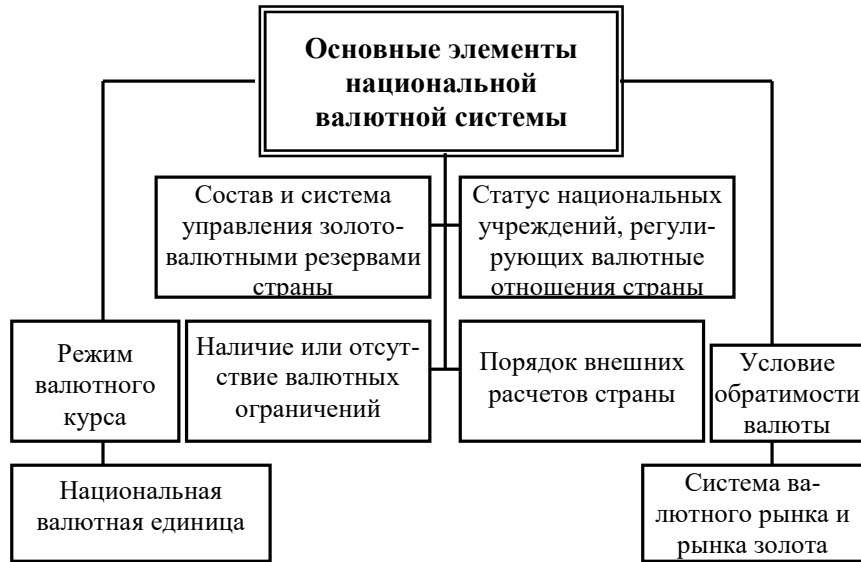 Основные элементы
национальной
валютной системы
Состав и система
управления золото-
валютными резервами
страны
Статус национальных
учреждений, регули-
рующих валютные
отношения страны
Режим
валютного
курса
Наличие или отсут-
ствие валютных
ограничений
Порядок внешних
расчетов страны
Условие
обратимости
валюты
Национальная
валютная единица
Система ва-
лютного рынка и
рынка золота